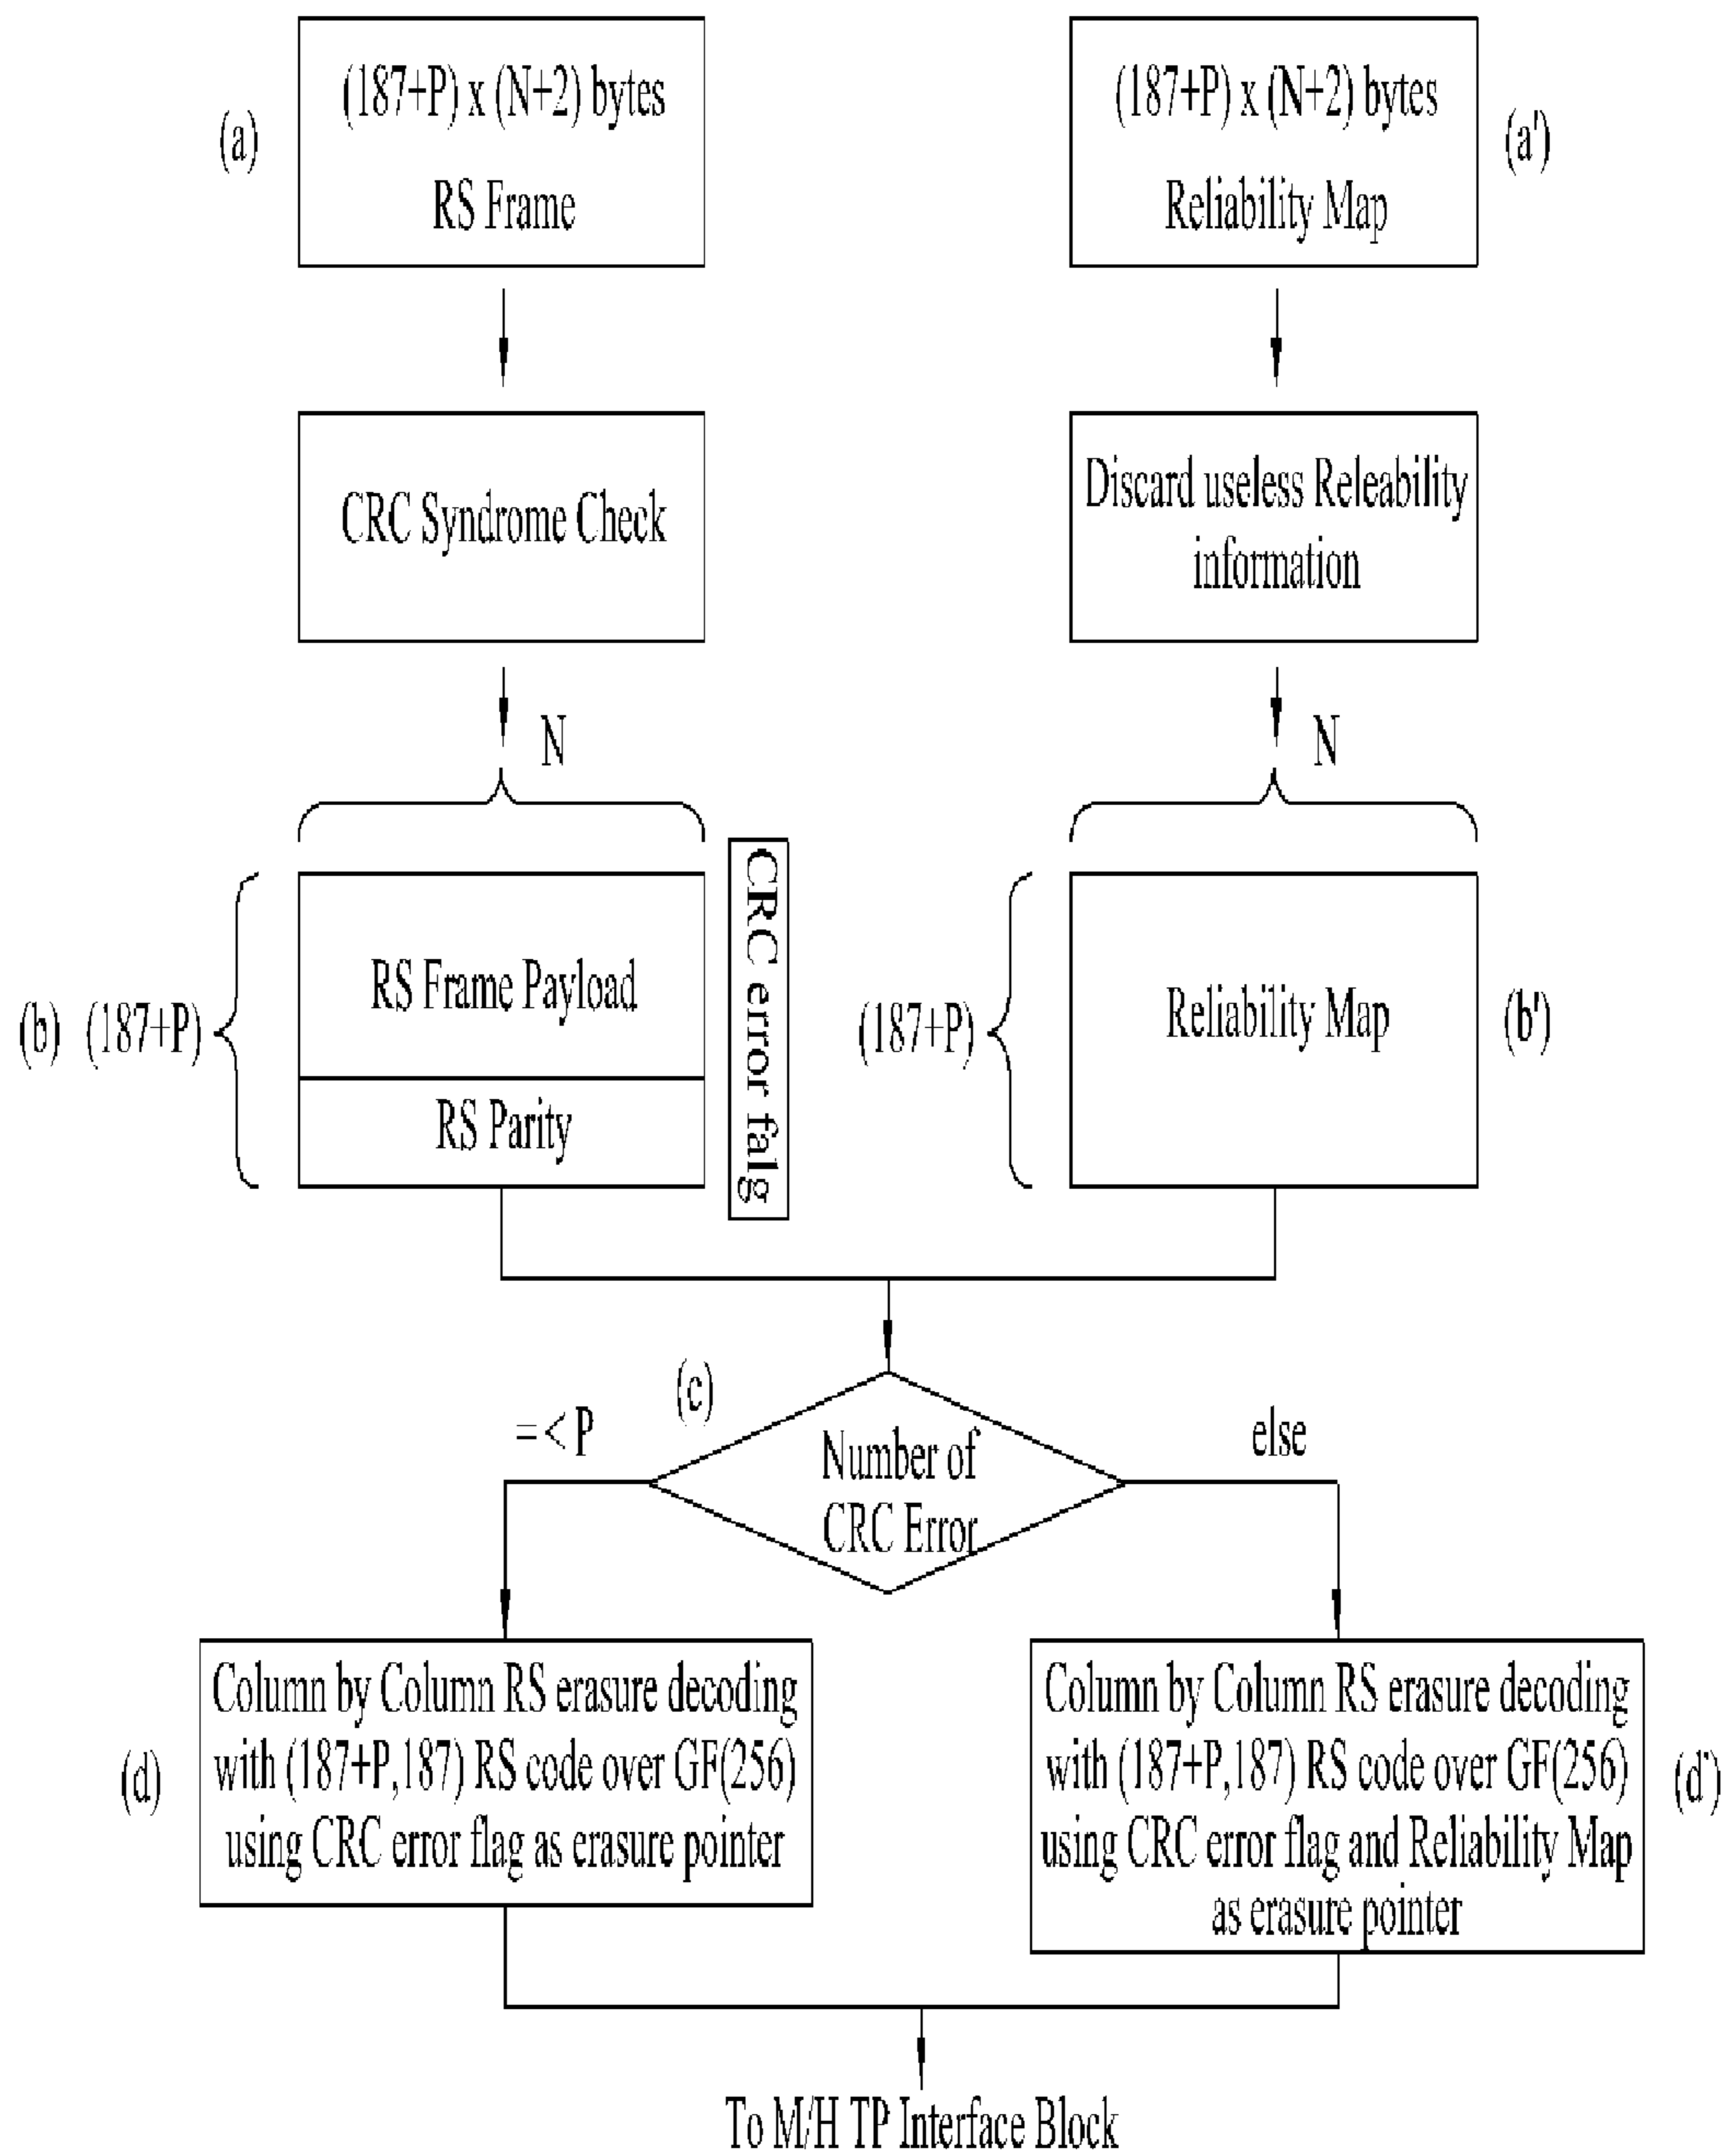 (187+P) x (N+2) bytes
RS Frame
(a)
(187+P) x (N+2) bytes
Reliability Map
(a')
CRC Syndrome Check
Discard useless Releability
information
N
N
(b)
(187+P)
RS Frame Payload
RS Parity
CRC error falg
(187+P)
Reliability Map
(b')
(c)
=< P
Number of
CRC Error
else
(d)
Column by Column RS erasure decoding
with (187+P,187) RS code over GF(256)
using CRC error flag as erasure pointer
Column by Column RS erasure decoding
with (187+P,187) RS code over GF(256)
using CRC error flag and Reliability Map
as erasure pointer
(d')
To M/H TP Interface Block